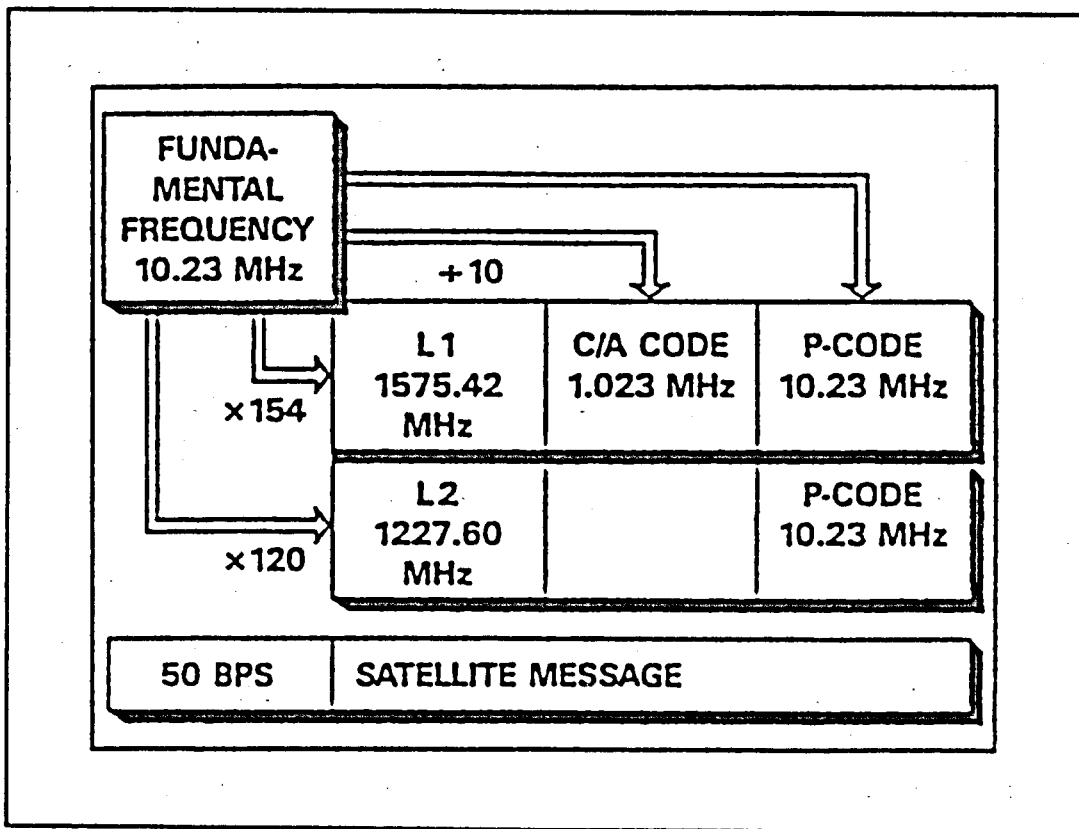 FUNDA-
MENTAL
FREQUENCY
10.23 MHz
+10
L1
1575.42
MHz
C/A CODE
1.023 MHz
P-CODE
10.23 MHz
×154
L2
1227.60
MHz
P-CODE
10.23 MHz
×120
50 BPS
SATELLITE MESSAGE